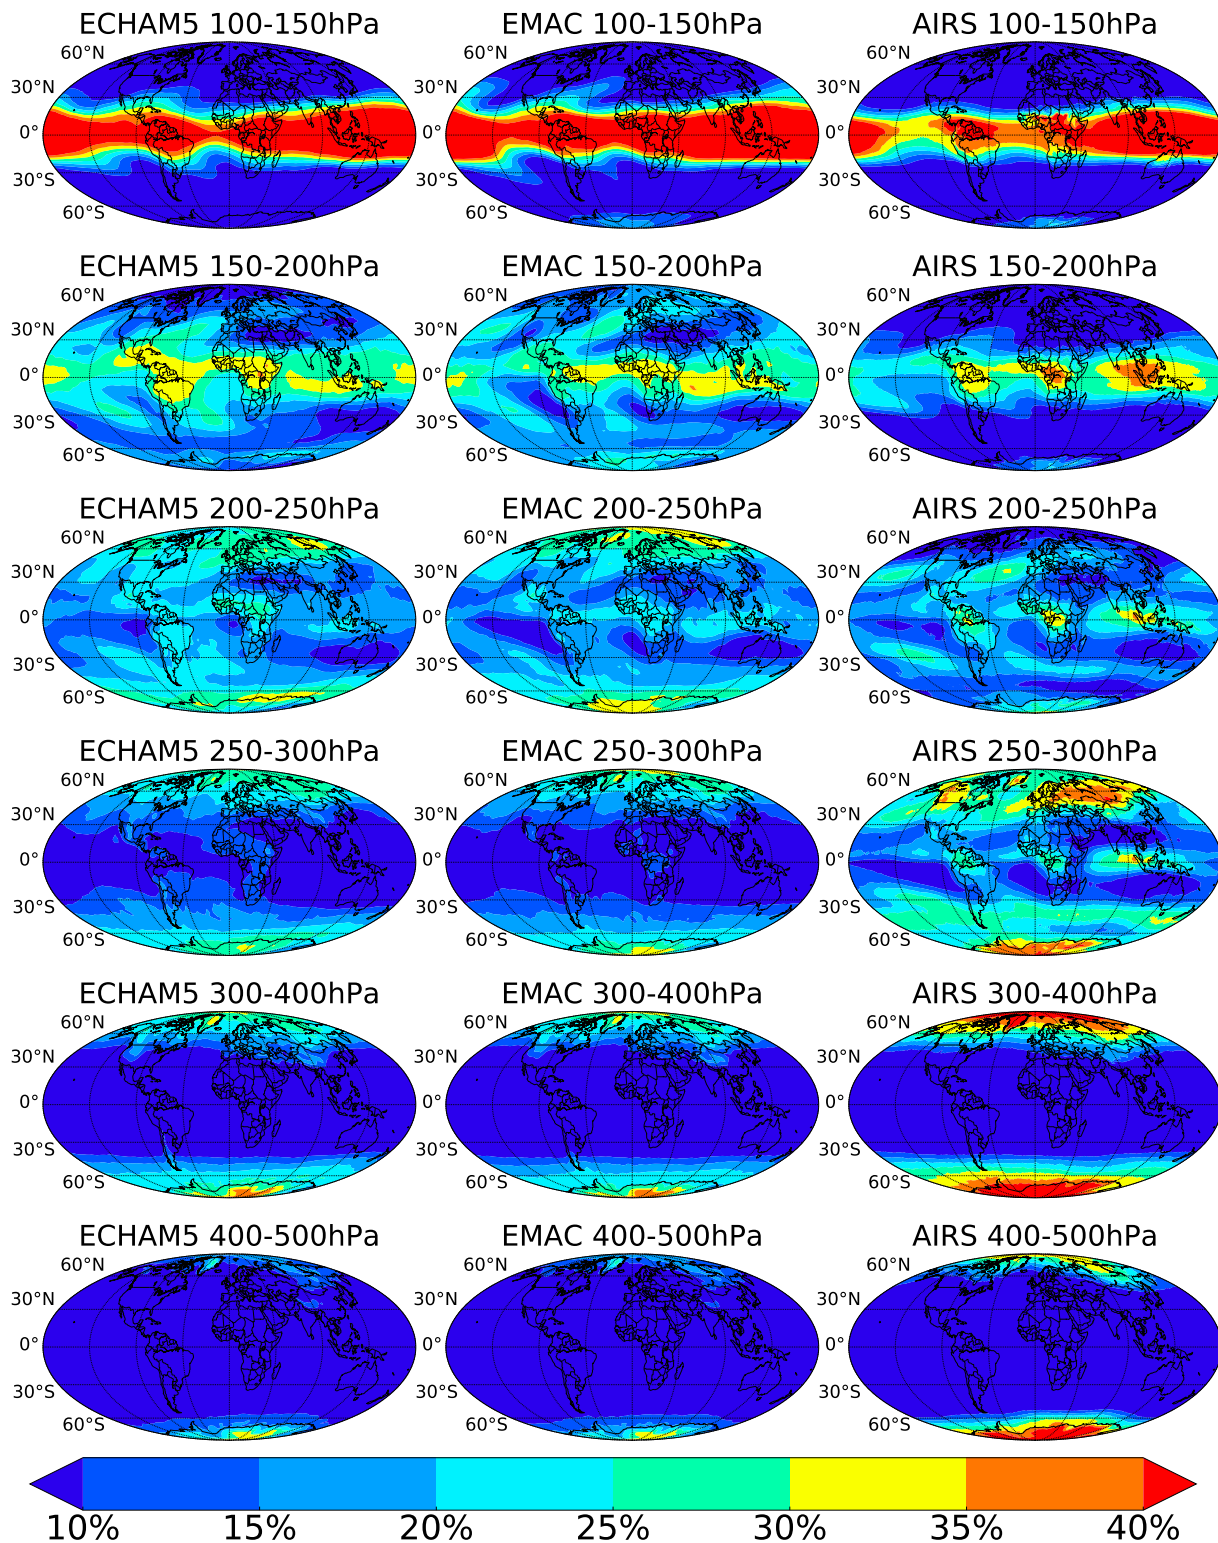 ECHAM5 100-150hPa EMAC 100-150hPa AIRS 100-150hPa
60°N 60°N 60°N
30°N 30°N 30°N
0° 0° 0°
30°S 30°S 30°S
60°S 60°S 60°S
ECHAM5 150-200hPa EMAC 150-200hPa AIRS 150-200hPa
60°N 60°N 60°N
30°N 30°N 30°N
0° 0° 0°
30°S 30°S 30°S
60°S 60°S 60°S
ECHAM5 200-250hPa EMAC 200-250hPa AIRS 200-250hPa
60°N 60°N 60°N
30°N 30°N 30°N
0° 0° 0°
30°S 30°S 30°S
60°S 60°S 60°S
ECHAM5 250-300hPa EMAC 250-300hPa AIRS 250-300hPa
60°N 60°N 60°N
30°N 30°N 30°N
0° 0° 0°
30°S 30°S 30°S
60°S 60°S 60°S
ECHAM5 300-400hPa EMAC 300-400hPa AIRS 300-400hPa
60°N 60°N 60°N
30°N 30°N 30°N
0° 0° 0°
30°S 30°S 30°S
60°S 60°S 60°S
ECHAM5 400-500hPa EMAC 400-500hPa AIRS 400-500hPa
60°N 60°N 60°N
30°N 30°N 30°N
0° 0° 0°
30°S 30°S 30°S
60°S 60°S 60°S
10% 15% 20% 25% 30% 35% 40%